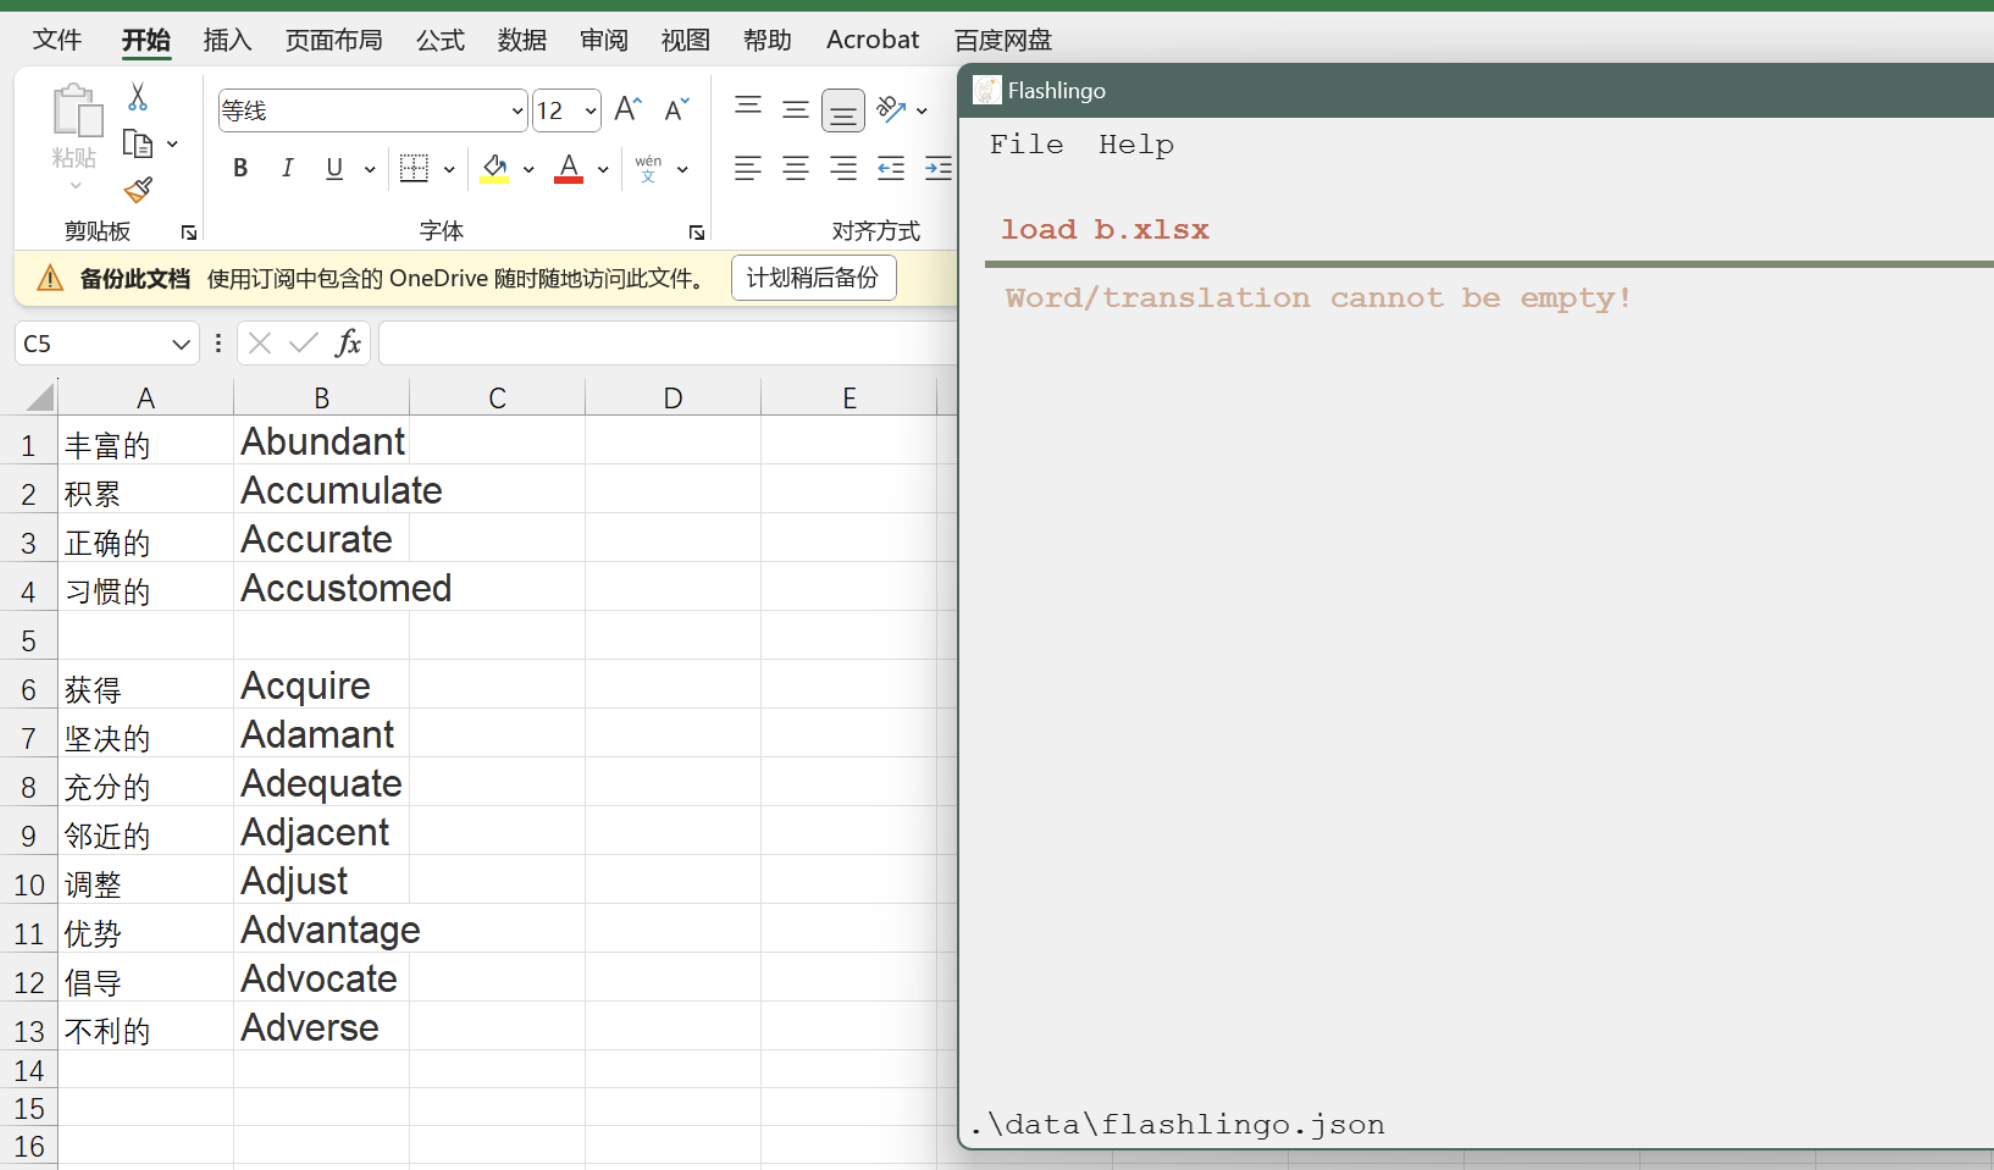 文件 开始 插入 页面布局 公式 数据 审阅 视图 帮助 Acrobat 百度网盘
粘贴
等线 12
B I U A wén 文
剪贴板 字体 对齐方式
备份此文档 使用订阅中包含的 OneDrive 随时随地访问此文件。 计划稍后备份
C5 fx
A B C D E
1 丰富的 Abundant
2 积累 Accumulate
3 正确的 Accurate
4 习惯的 Accustomed
5
6 获得 Acquire
7 坚决的 Adamant
8 充分的 Adequate
9 邻近的 Adjacent
10 调整 Adjust
11 优势 Advantage
12 倡导 Advocate
13 不利的 Adverse
14
15
16
Flashlingo
File Help
load b.xlsx
Word/translation cannot be empty!
.\data\flashlingo.json